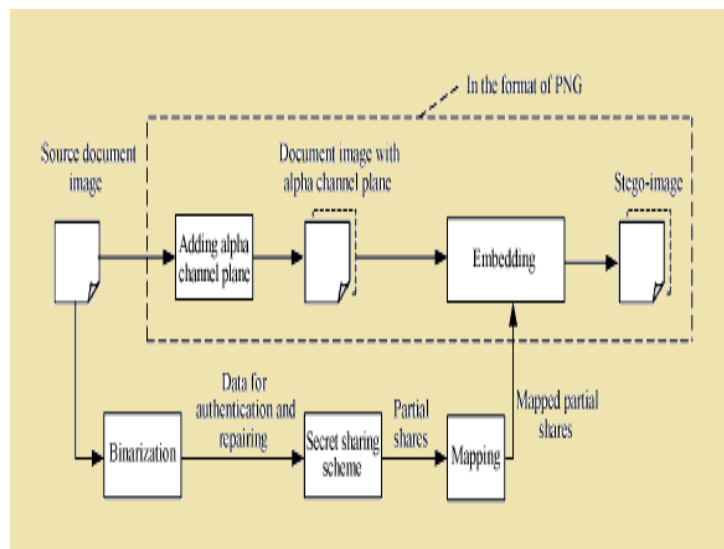 In the format of PNG
Source document
image
Document image with
alpha channel plane
Stego-image
Adding alpha
channel plane
Embedding
Data for
authentication and
repairing
Partial
shares
Mapped partial
shares
Binarization
Secret sharing
scheme
Mapping